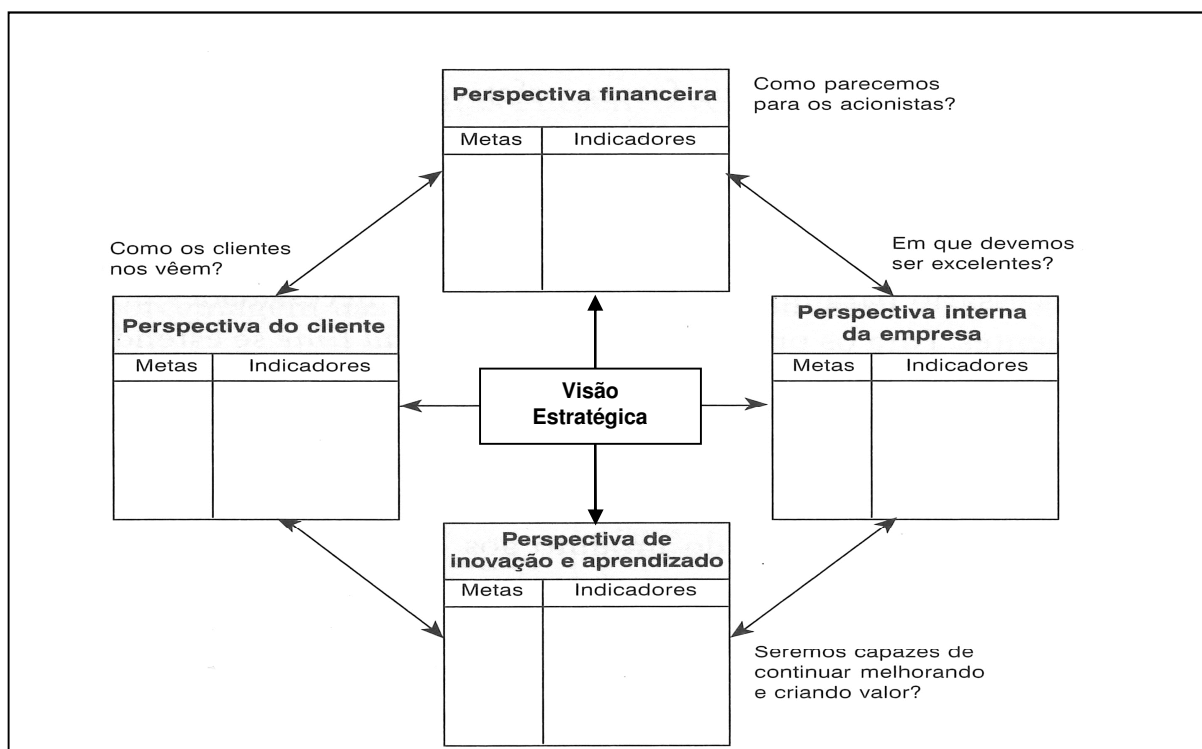 Perspectiva financeira
Metas Indicadores
Como parecemos
para os acionistas?
Como os clientes
nos vêem?
Perspectiva do cliente
Metas Indicadores
Em que devemos
ser excelentes?
Perspectiva interna
da empresa
Metas Indicadores
Visão
Estratégica
Perspectiva de
inovação e aprendizado
Metas Indicadores
Seremos capazes de
continuar melhorando
e criando valor?